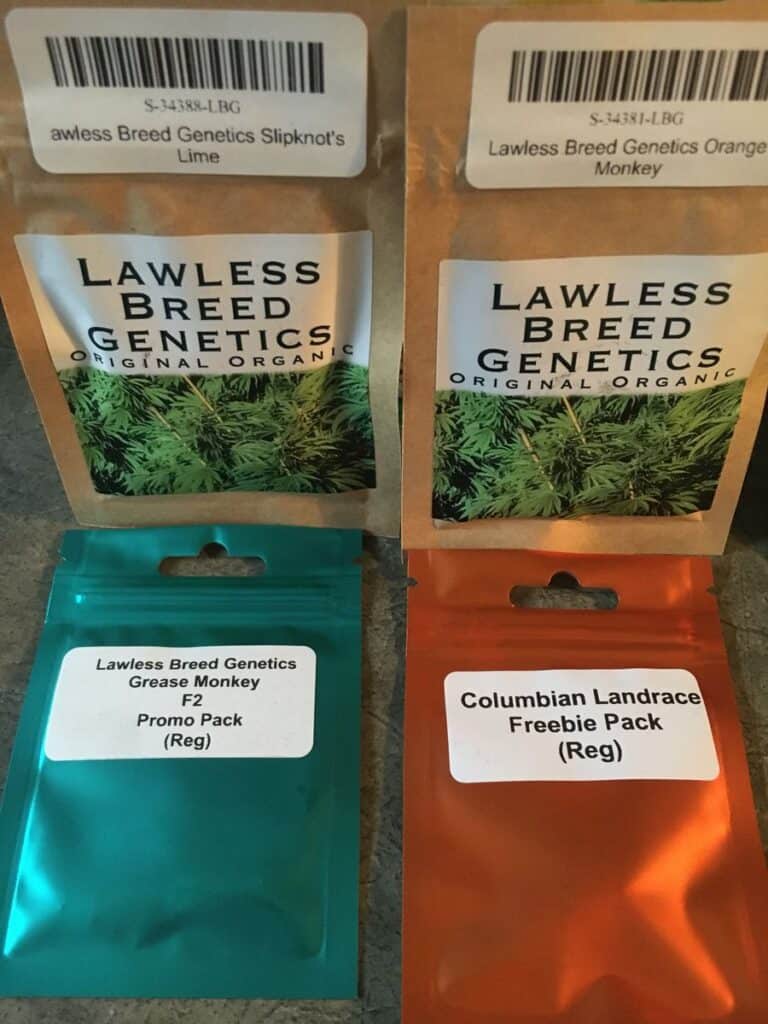 S-34388-LBG
awless Breed Genetics Slipknot's
Lime
LAWLESS
BREED
GENETICS
ORIGINAL ORGANIC
S-34381-LBG
Lawless Breed Genetics Orange
Monkey
LAWLESS
BREED
GENETICS
ORIGINAL ORGANIC
Lawless Breed Genetics
Grease Monkey
F2
Promo Pack
(Reg)
Columbian Landrace
Freebie Pack
(Reg)